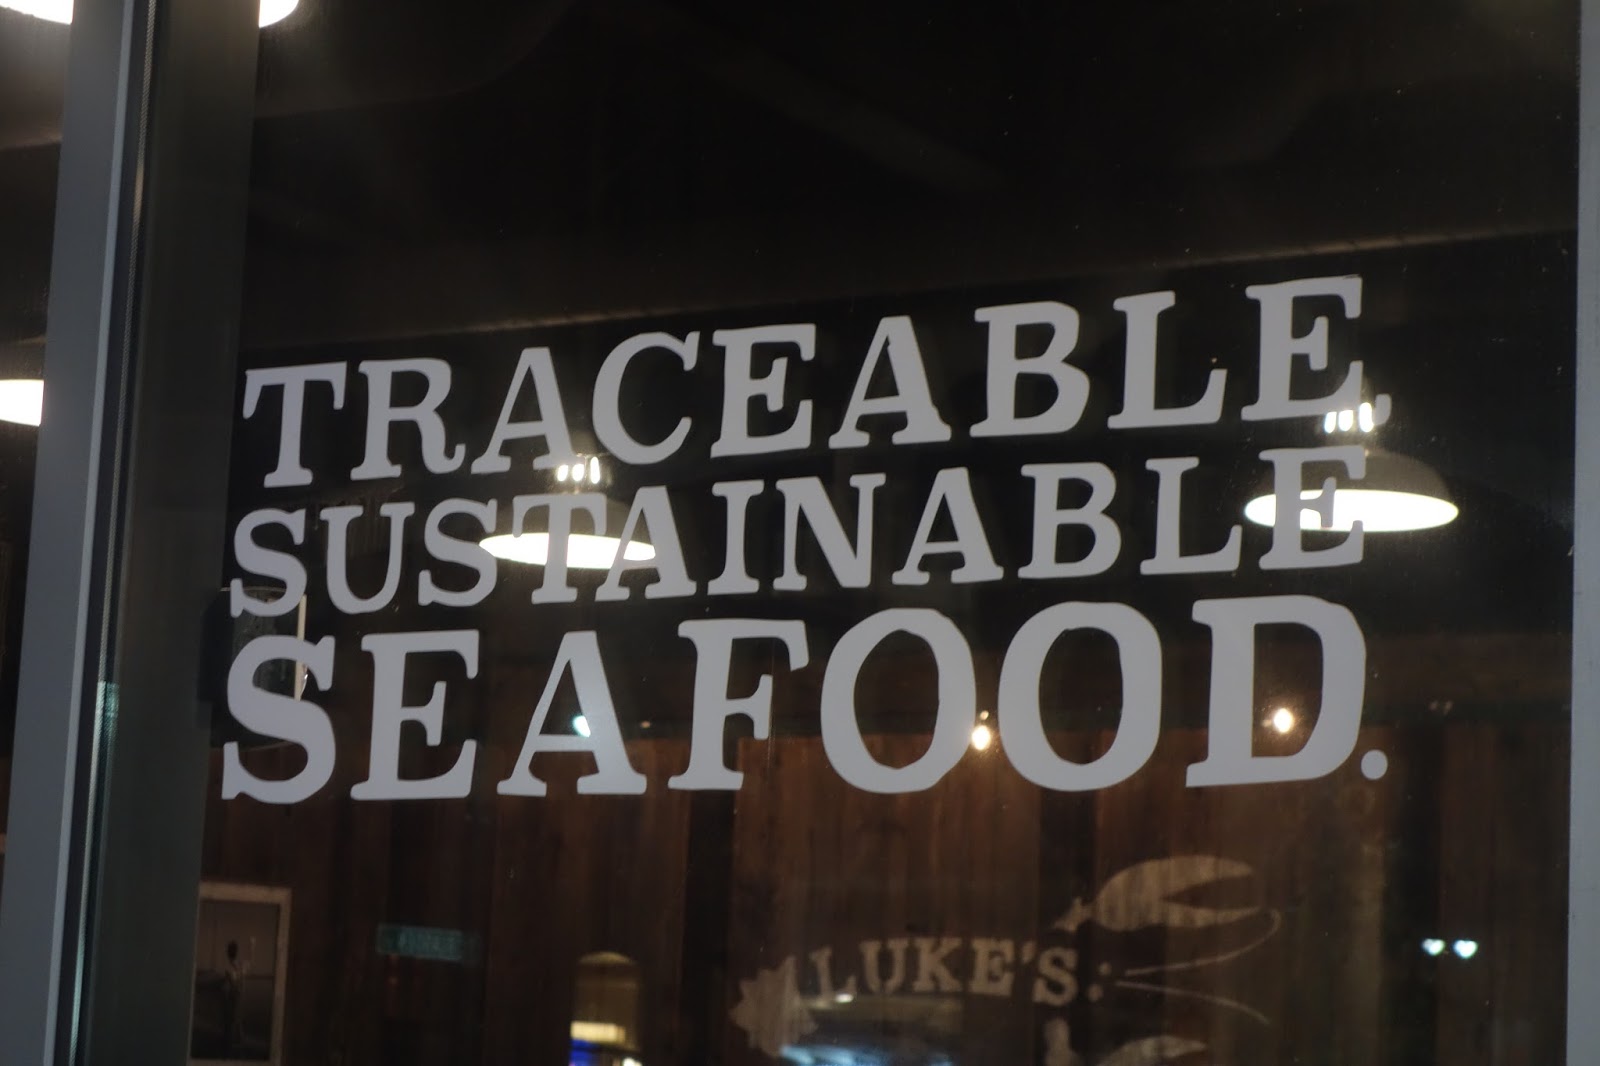 TRACEABLE
SUSTAINABLE
SEAFOOD.
LUKE'S